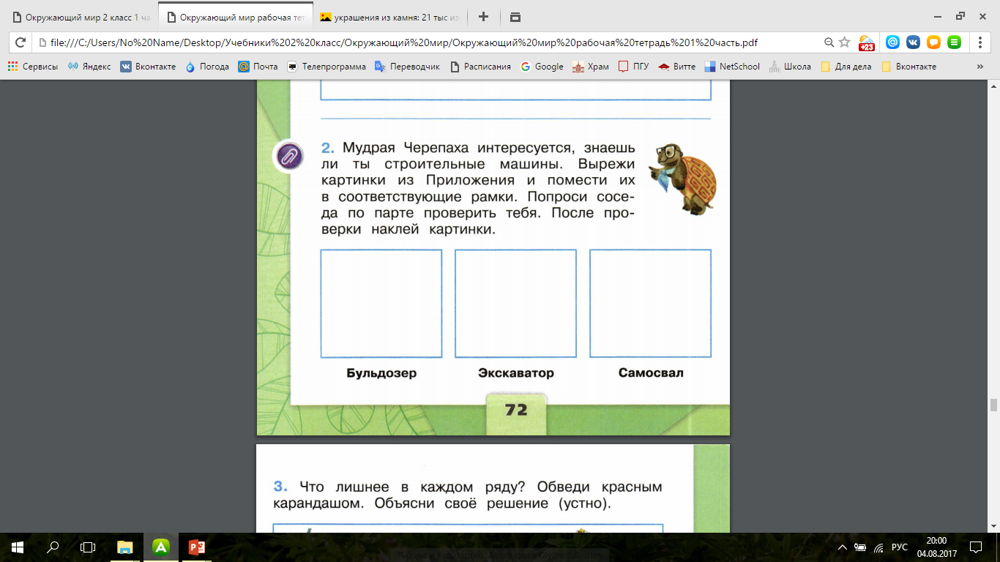 Окружающий мир 2 класс 1 ча
Окружающий мир рабочая тет
украшения из камня: 21 тыс из
file:///C:/Users/No%20Name/Desktop/Учебники%202%20класс/Окружающий%20мир/Окружающий%20мир%20рабочая%20тетрадь%201%20часть.pdf
+23
Сервисы Яндекс Вконтакте Погода Почта Телепрограмма Переводчик Расписания Google Храм ПГУ Витте NetSchool Школа Для дела Вконтакте »
2. Мудрая Черепаха интересуется, знаешь
ли ты строительные машины. Вырежи
картинки из Приложения и помести их
в соответствующие рамки. Попроси сосе-
да по парте проверить тебя. После про-
верки наклей картинки.
Бульдозер Экскаватор Самосвал
72
3. Что лишнее в каждом ряду? Обведи красным
карандашом. Объясни своё решение (устно).
РУС
20:00
04.08.2017